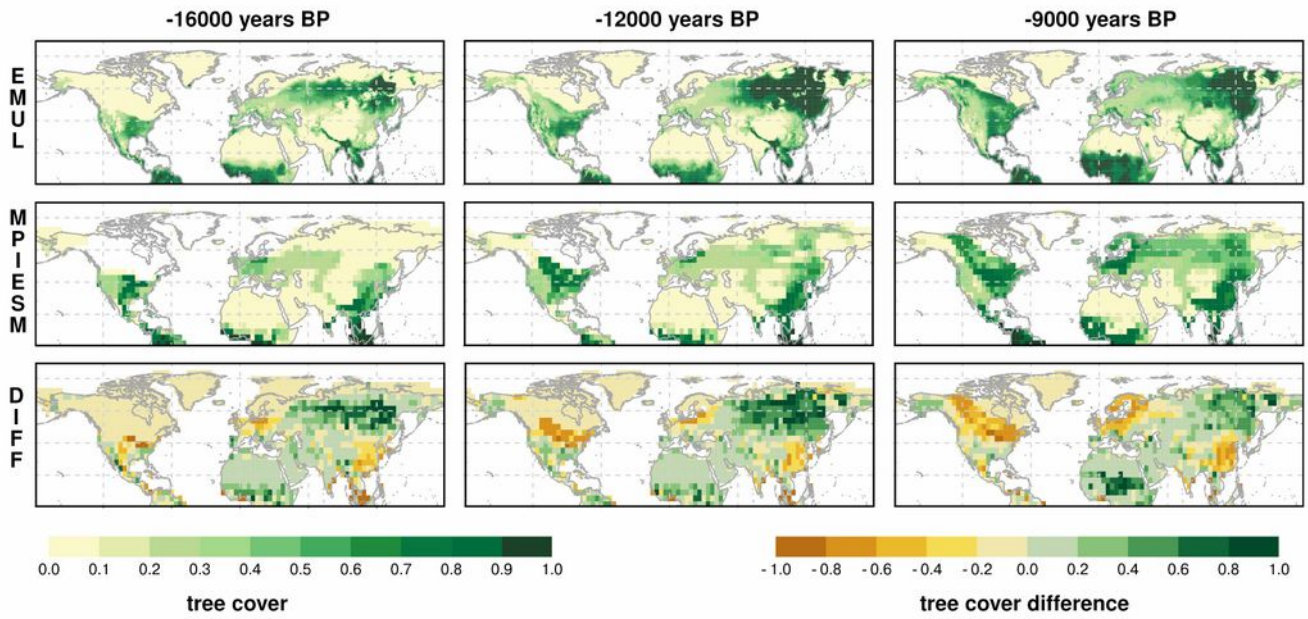 -16000 years BP
-12000 years BP
-9000 years BP
EMUL
MPIESM
DIFF
0.0 0.1 0.2 0.3 0.4 0.5 0.6 0.7 0.8 0.9 1.0
tree cover
-1.0 -0.8 -0.6 -0.4 -0.2 0.0 0.2 0.4 0.6 0.8 1.0
tree cover difference